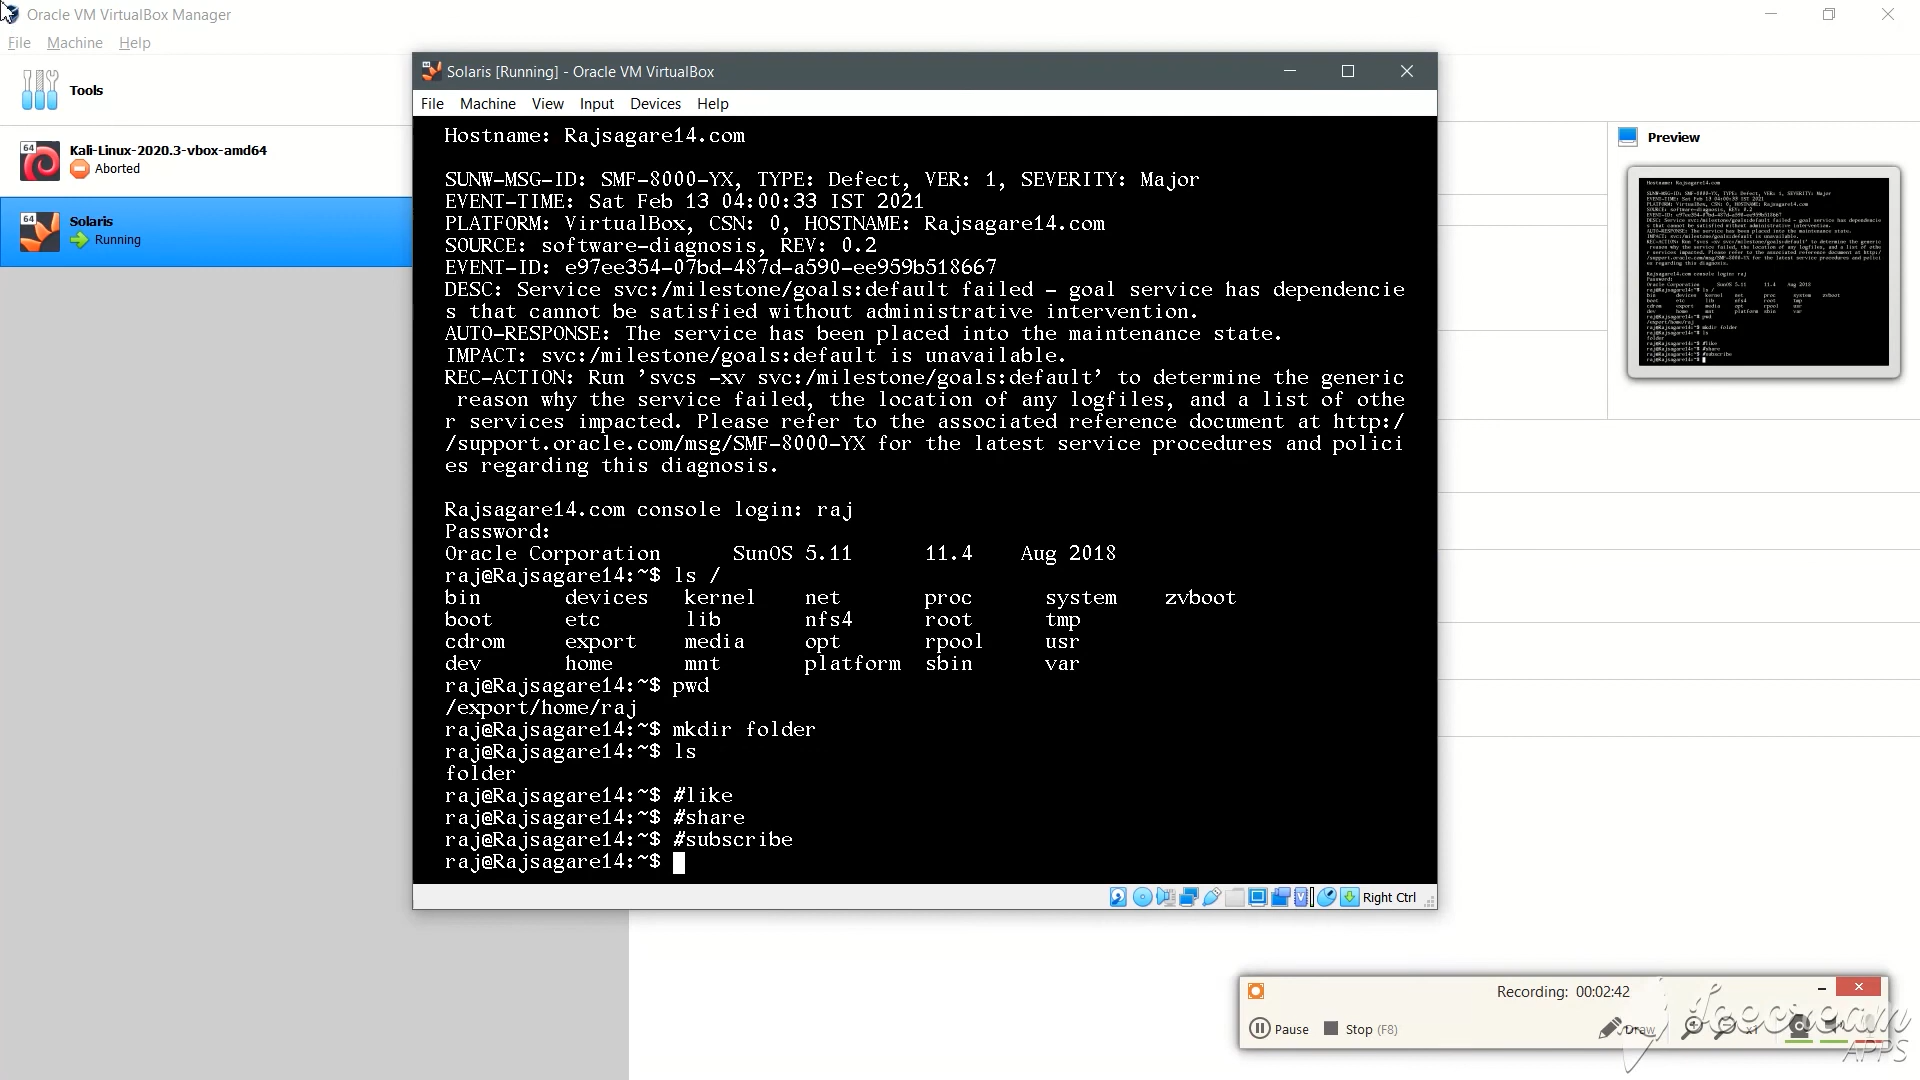 Oracle VM VirtualBox Manager
File Machine Help
Tools
64
Kali-Linux-2020.3-vbox-amd64
Aborted
64
Solaris
Running
Solaris [Running] - Oracle VM VirtualBox
File Machine View Input Devices Help
Hostname: Rajsagare14.com
SUNW-MSG-ID: SMF-8000-YX, TYPE: Defect, VER: 1, SEVERITY: Major
EVENT-TIME: Sat Feb 13 04:00:33 IST 2021
PLATFORM: VirtualBox, CSN: 0, HOSTNAME: Rajsagare14.com
SOURCE: software-diagnosis, REV: 0.2
EVENT-ID: e97ee354-07bd-487d-a590-ee959b518667
DESC: Service svc:/milestone/goals:default failed - goal service has dependencie
s that cannot be satisfied without administrative intervention.
AUTO-RESPONSE: The service has been placed into the maintenance state.
IMPACT: svc:/milestone/goals:default is unavailable.
REC-ACTION: Run 'svcs -xv svc:/milestone/goals:default' to determine the generic
 reason why the service failed, the location of any logfiles, and a list of othe
r services impacted. Please refer to the associated reference document at http:/
/support.oracle.com/msg/SMF-8000-YX for the latest service procedures and polici
es regarding this diagnosis.
Rajsagare14.com console login: raj
Password:
Oracle Corporation SunOS 5.11 11.4 Aug 2018
raj@Rajsagare14:~$ ls /
bin devices kernel net proc system zvboot
boot etc lib nfs4 root tmp
cdrom export media opt rpool usr
dev home mnt platform sbin var
raj@Rajsagare14:~$ pwd
/export/home/raj
raj@Rajsagare14:~$ mkdir folder
raj@Rajsagare14:~$ ls
folder
raj@Rajsagare14:~$ #like
raj@Rajsagare14:~$ #share
raj@Rajsagare14:~$ #subscribe
raj@Rajsagare14:~$
Right Ctrl
Preview
Recording: 00:02:42
Pause Stop (F8) Draw x1
Icecream
APPS